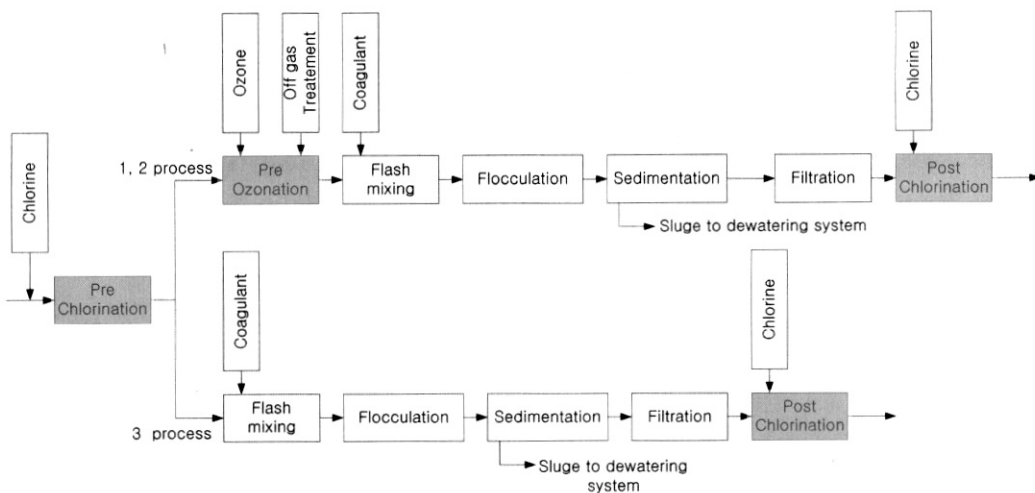 Chlorine
Pre
Chlorination
1, 2 process
Ozone
Off gas
Treatement
Coagulant
Pre
Ozonation
Flash
mixing
Flocculation
Sedimentation
Sluge to dewatering system
Filtration
Chlorine
Post
Chlorination
3 process
Coagulant
Flash
mixing
Flocculation
Sedimentation
Sluge to dewatering
system
Filtration
Chlorine
Post
Chlorination